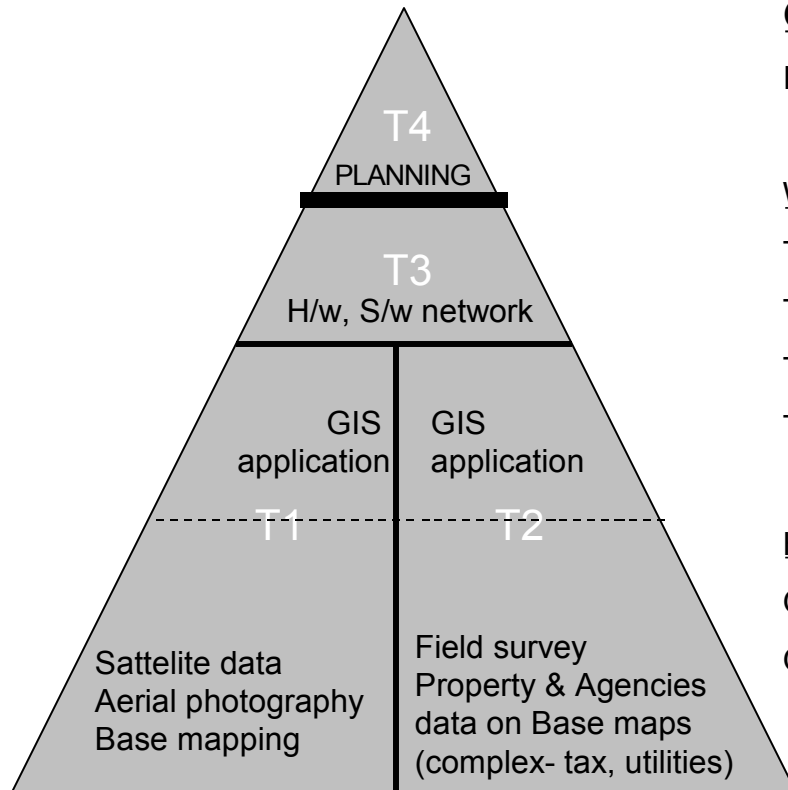 T4
PLANNING
T3
H/w, S/w network
GIS
application
GIS
application
T1
T2
Sattelite data
Aerial photography
Base mapping
Field survey
Property & Agencies
data on Base maps
(complex- tax, utilities)